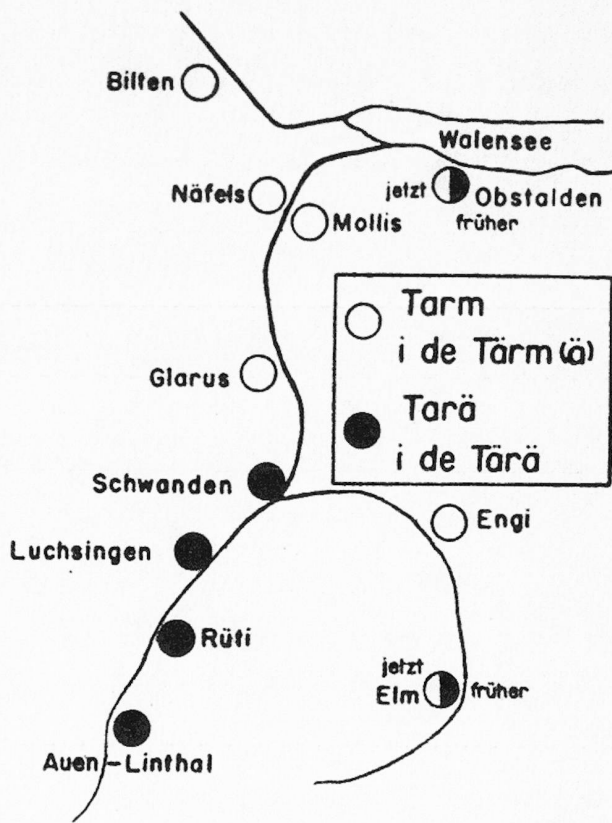 Bilten
Walensee
Näfels
jetzt Obstalden
früher
Mollis
Tarm
i de Tärm(ä)
Glarus
Tarä
i de Tärä
Schwanden
Engi
Luchsingen
Rüti
jetzt
Elm früher
Auen-Linthal